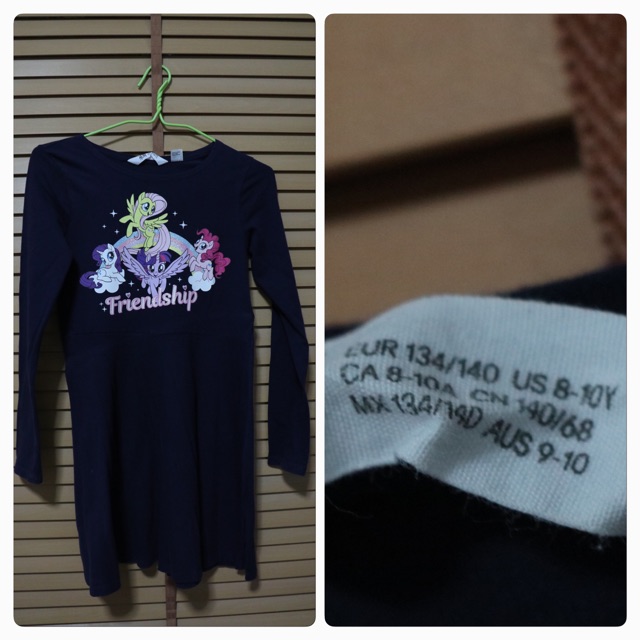 Friendship
EUR 134/140 US 8-10Y
CA 8-10A CN 140/68
MX 134/140 AUS 9-10